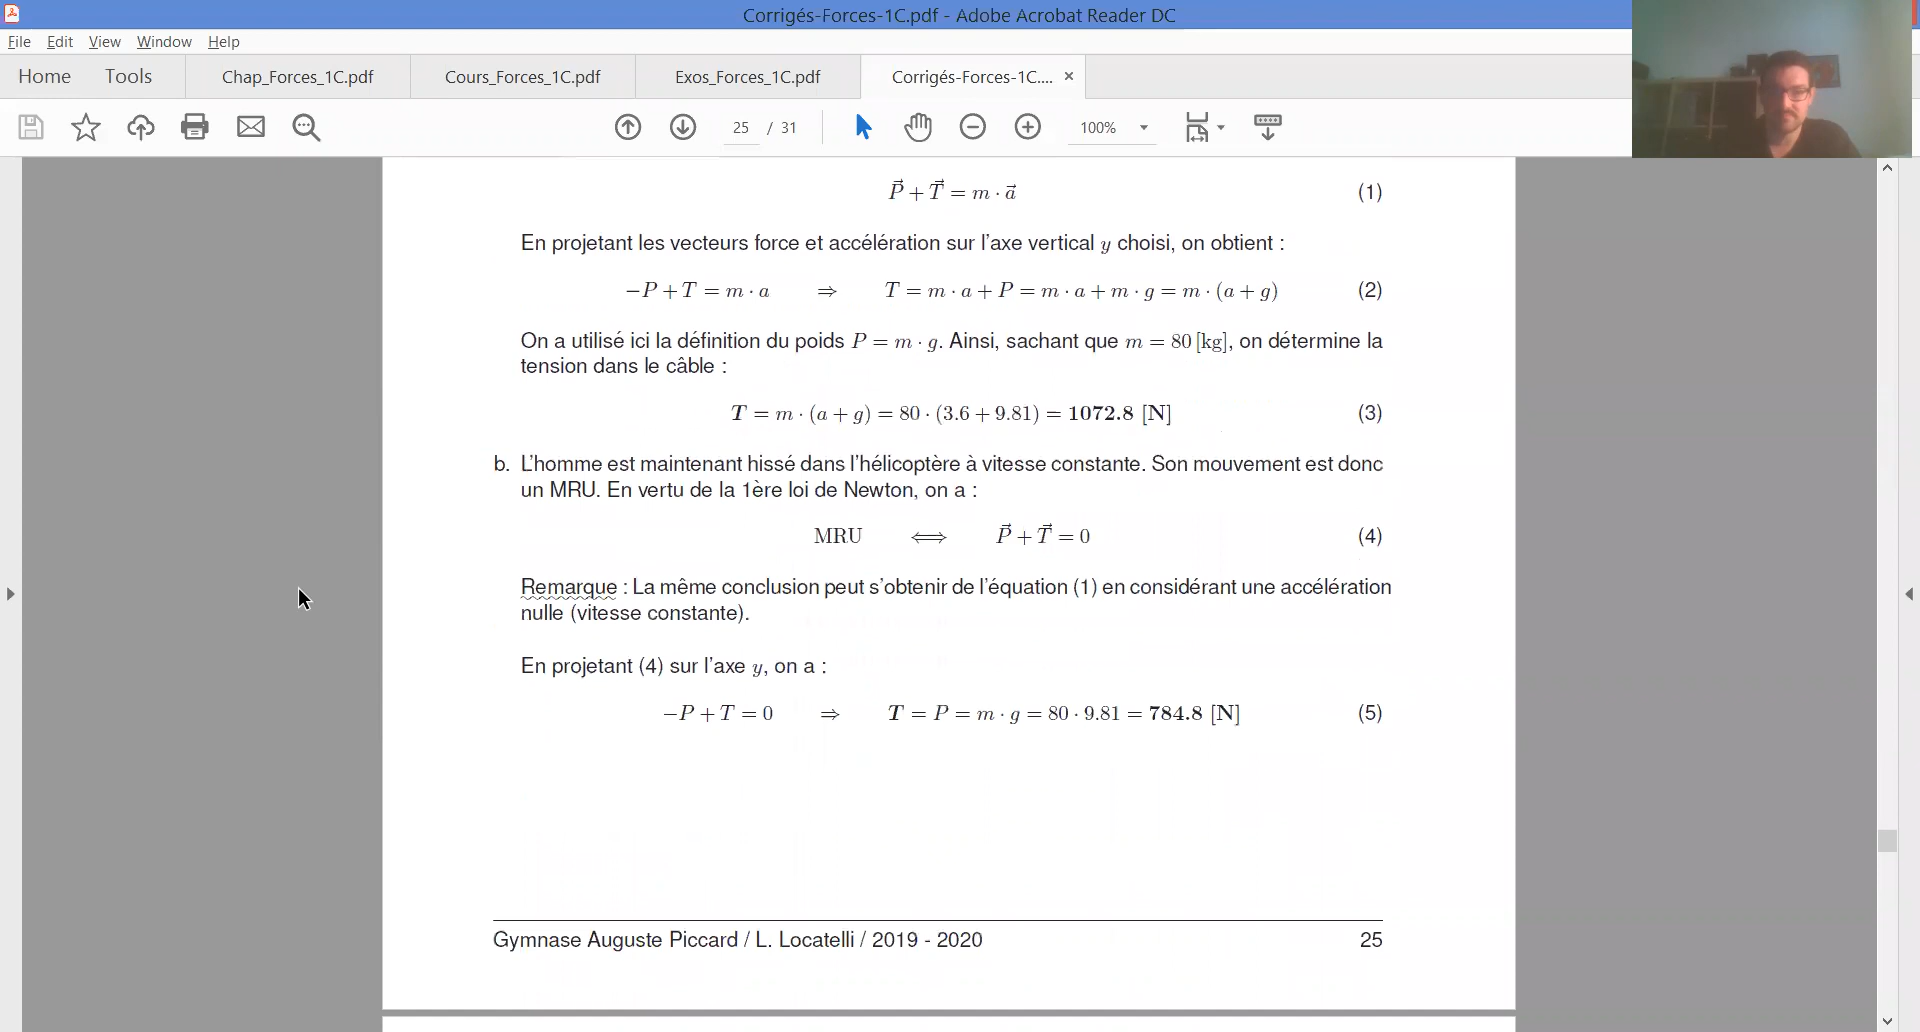 Corrigés-Forces-1C.pdf - Adobe Acrobat Reader DC
File Edit View Window Help
Home Tools Chap_Forces_1C.pdf Cours_Forces_1C.pdf Exos_Forces_1C.pdf Corrigés-Forces-1C.... ×
25 / 31 100%
P⃗ + T⃗ = m · a⃗ (1)
En projetant les vecteurs force et accélération sur l'axe vertical y choisi, on obtient :
−P + T = m · a ⇒ T = m · a + P = m · a + m · g = m · (a + g) (2)
On a utilisé ici la définition du poids P = m · g. Ainsi, sachant que m = 80 [kg], on détermine la
tension dans le câble :
T = m · (a + g) = 80 · (3.6 + 9.81) = 1072.8 [N] (3)
b. L'homme est maintenant hissé dans l'hélicoptère à vitesse constante. Son mouvement est donc
un MRU. En vertu de la 1ère loi de Newton, on a :
MRU ⟺ P⃗ + T⃗ = 0 (4)
Remarque : La même conclusion peut s'obtenir de l'équation (1) en considérant une accélération
nulle (vitesse constante).
En projetant (4) sur l'axe y, on a :
−P + T = 0 ⇒ T = P = m · g = 80 · 9.81 = 784.8 [N] (5)
Gymnase Auguste Piccard / L. Locatelli / 2019 - 2020 25